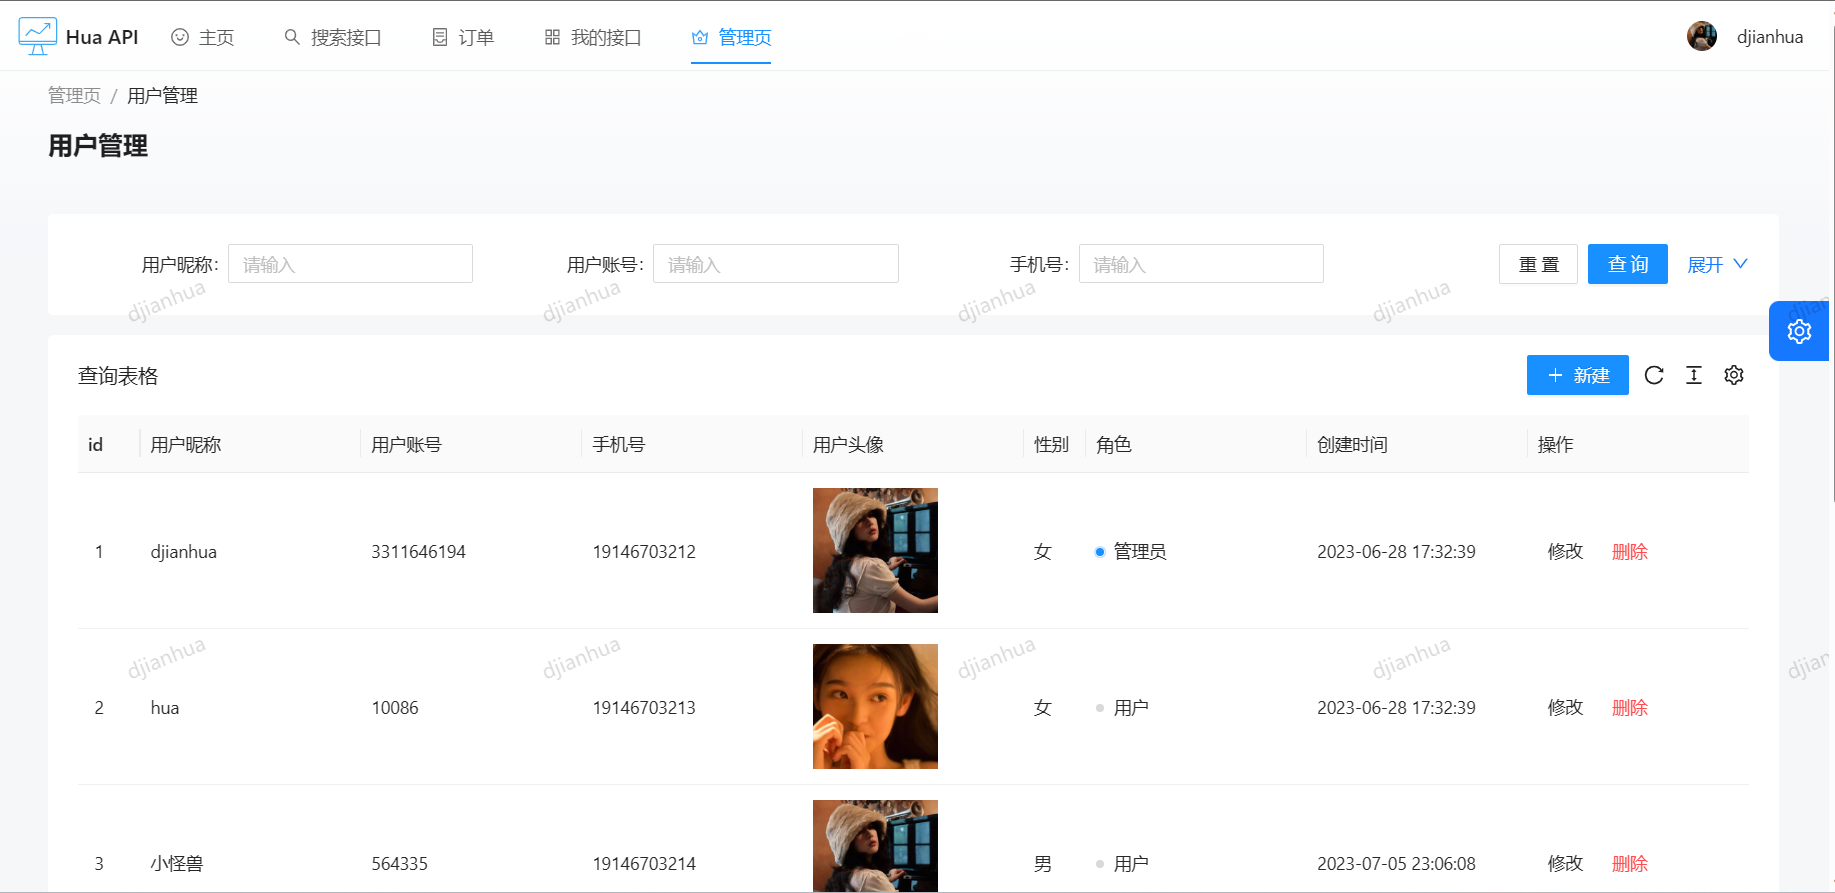 Hua API 主页 搜索接口 订单 我的接口 管理页 djianhua
管理页 / 用户管理
用户管理
用户昵称: 请输入 用户账号: 请输入 手机号: 请输入 重 置 查 询 展开
djianhua djianhua djianhua djianhua
查询表格 新建
id 用户昵称 用户账号 手机号 用户头像 性别 角色 创建时间 操作
1 djianhua 3311646194 19146703212 女 管理员 2023-06-28 17:32:39 修改 删除
djianhua djianhua djianhua djianhua
2 hua 10086 19146703213 女 用户 2023-06-28 17:32:39 修改 删除
3 小怪兽 564335 19146703214 男 用户 2023-07-05 23:06:08 修改 删除